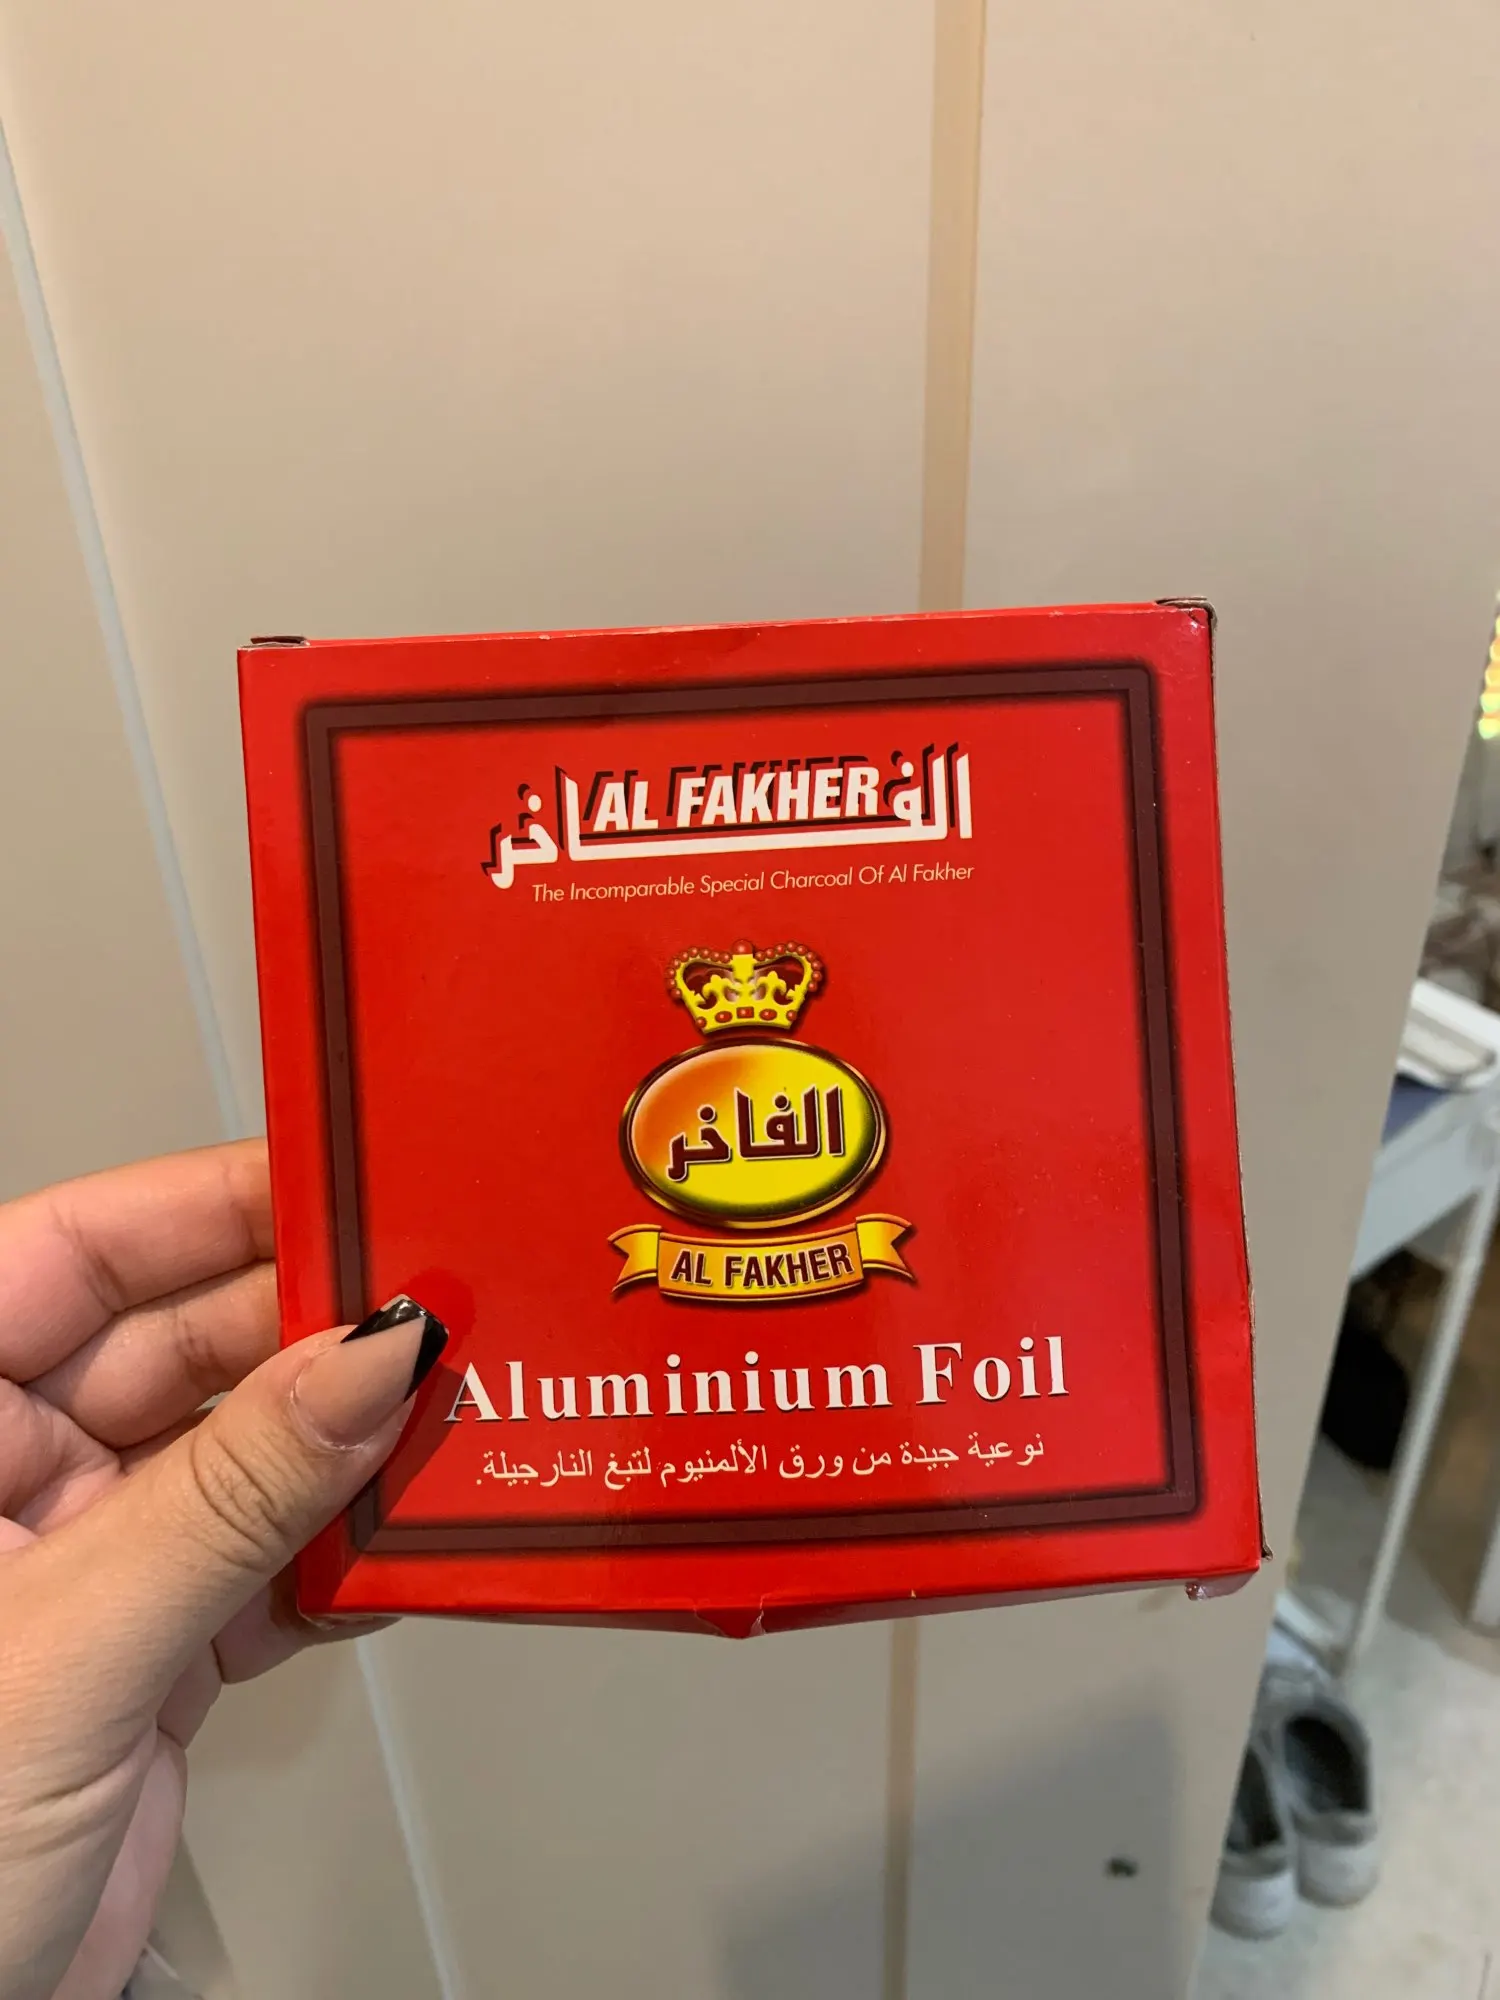 الفاخر
AL FAKHER
The Incomparable Special Charcoal Of Al Fakher
الفاخر
AL FAKHER
Aluminium Foil
نوعية جيدة من ورق الألمنيوم لتبغ النارجيلة.